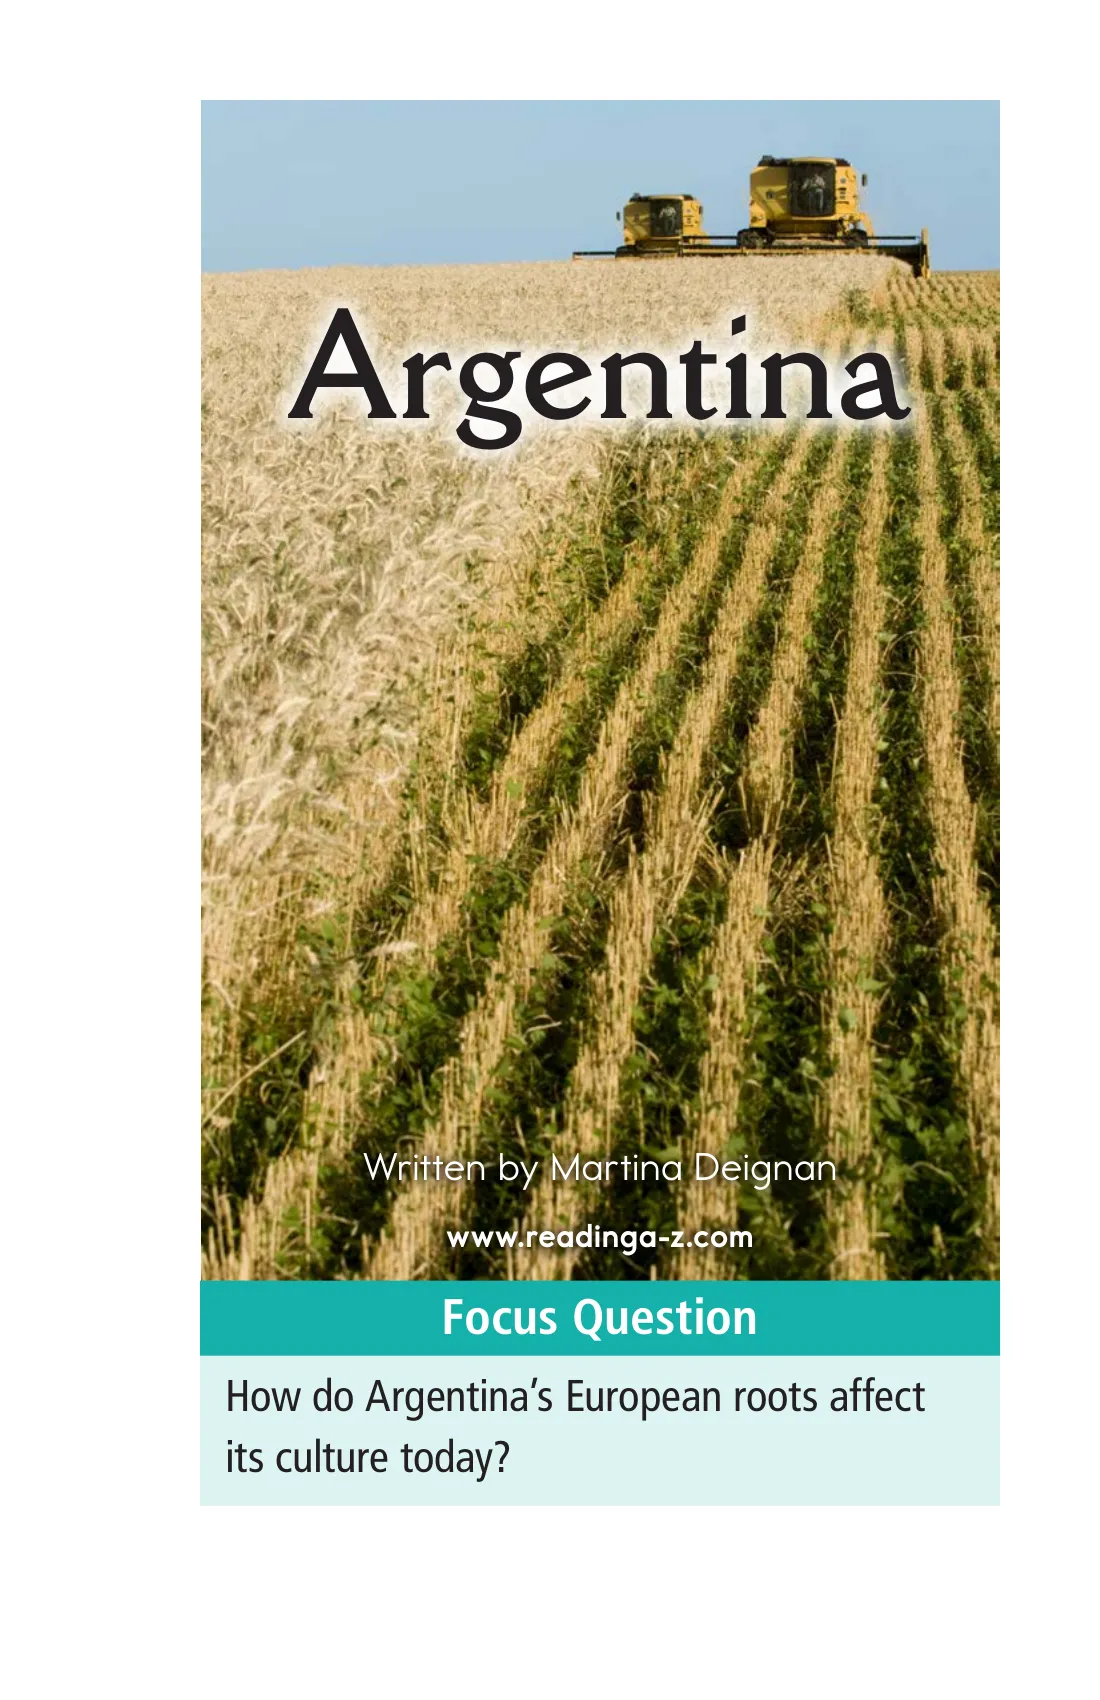 Argentina
Written by Martina Deignan
www.readinga-z.com
Focus Question
How do Argentina’s European roots affect
its culture today?